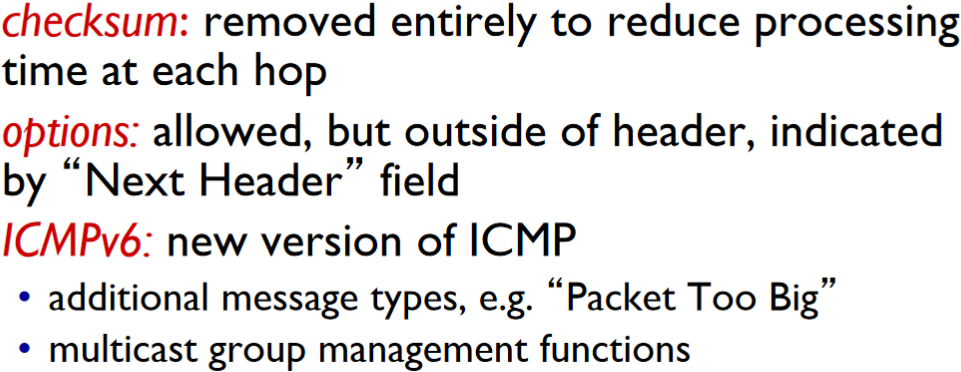 checksum: removed entirely to reduce processing
time at each hop
options: allowed, but outside of header, indicated
by “Next Header” field
ICMPv6: new version of ICMP
• additional message types, e.g. “Packet Too Big”
• multicast group management functions